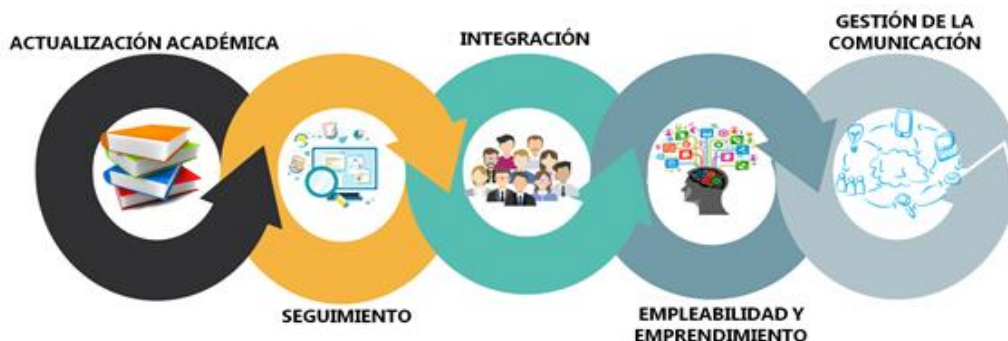 ACTUALIZACIÓN ACADÉMICA
SEGUIMIENTO
INTEGRACIÓN
EMPLEABILIDAD Y
EMPRENDIMIENTO
GESTIÓN DE LA
COMUNICACIÓN